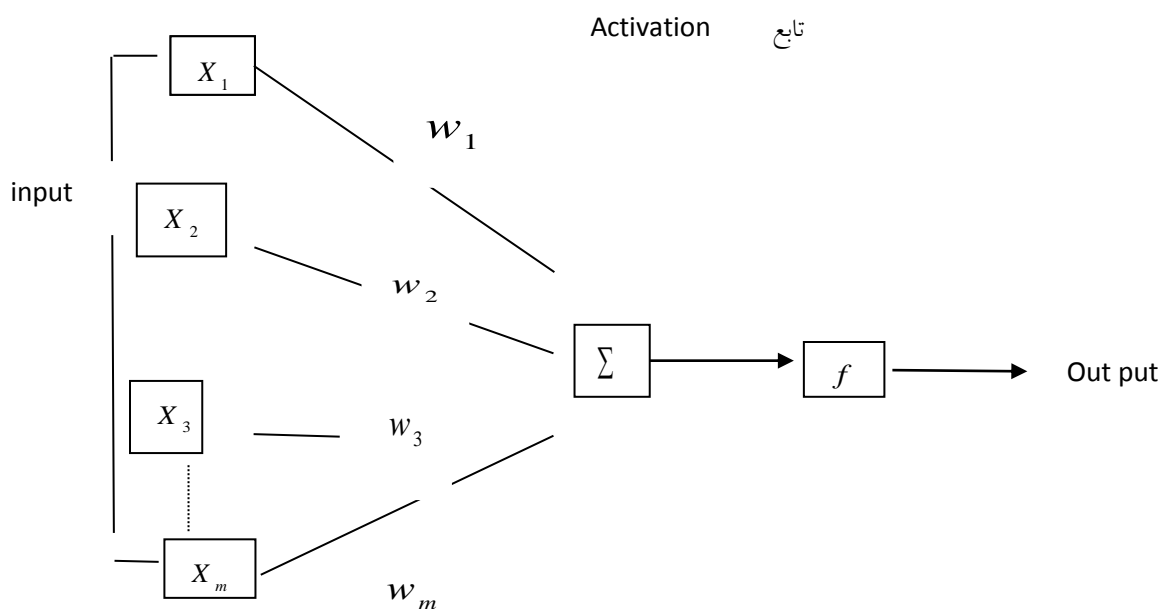 Activation تابع
X₁
w₁
input
X₂
w₂
∑
f
Out put
X₃
w₃
Xₘ
wₘ